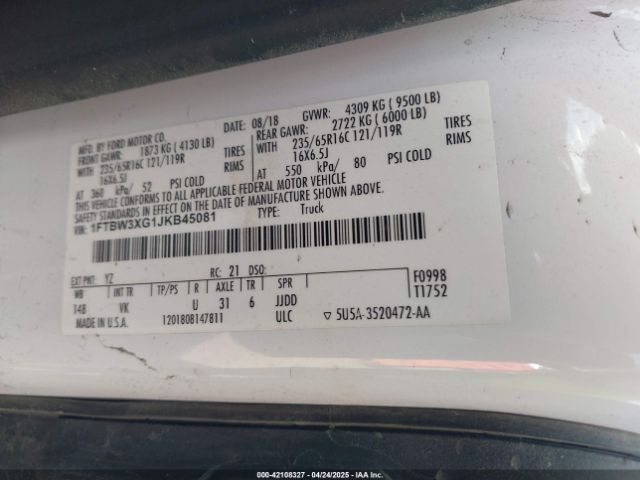 MFD. BY FORD MOTOR CO. DATE: 08/18 GVWR: 4309 KG ( 9500 LB)
FRONT GAWR: 1873 KG ( 4130 LB) REAR GAWR: 2722 KG ( 6000 LB)
WITH 235/65R16C 121/119R TIRES WITH 235/65R16C 121/119R TIRES
16X6.5J RIMS 16X6.5J RIMS
AT 360 kPa/ 52 PSI COLD AT 550 kPa/ 80 PSI COLD
THIS VEHICLE CONFORMS TO ALL APPLICABLE FEDERAL MOTOR VEHICLE
SAFETY STANDARDS IN EFFECT ON THE DATE OF MANUFACTURE SHOWN ABOVE.
VIN: 1FTBW3XG1JKB45081 TYPE: Truck
EXT PNT: YZ RC: 21 DSO: F0998
WB INT TR TP/PS R AXLE TR SPR T1752
148 VK U 31 6 JJDD
MADE IN U.S.A. 120180B147811 ULC ▽ 5U5A-3520472-AA
000-42108327 - 04/24/2025 - IAA Inc.